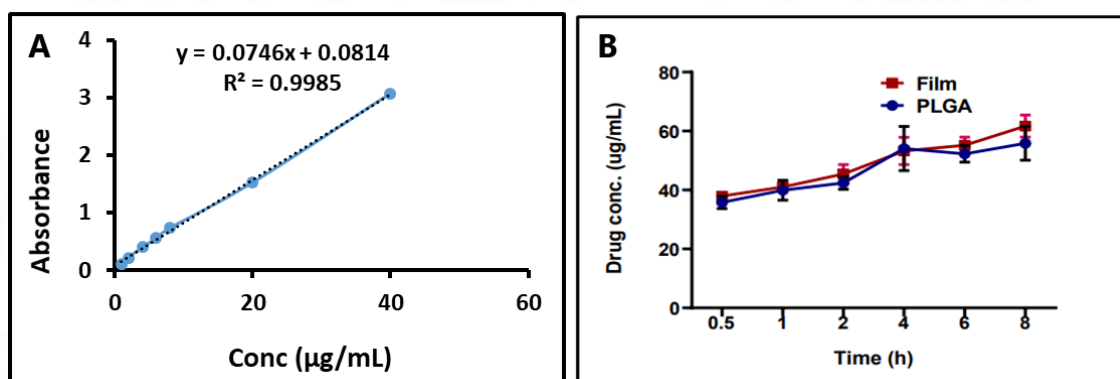 A
y = 0.0746x + 0.0814
R² = 0.9985
Absorbance
4
3
2
1
0
0 20 40 60
Conc (µg/mL)
B
Film
PLGA
Drug conc. (ug/mL)
80
60
40
20
0
0.5 1 2 4 6 8
Time (h)